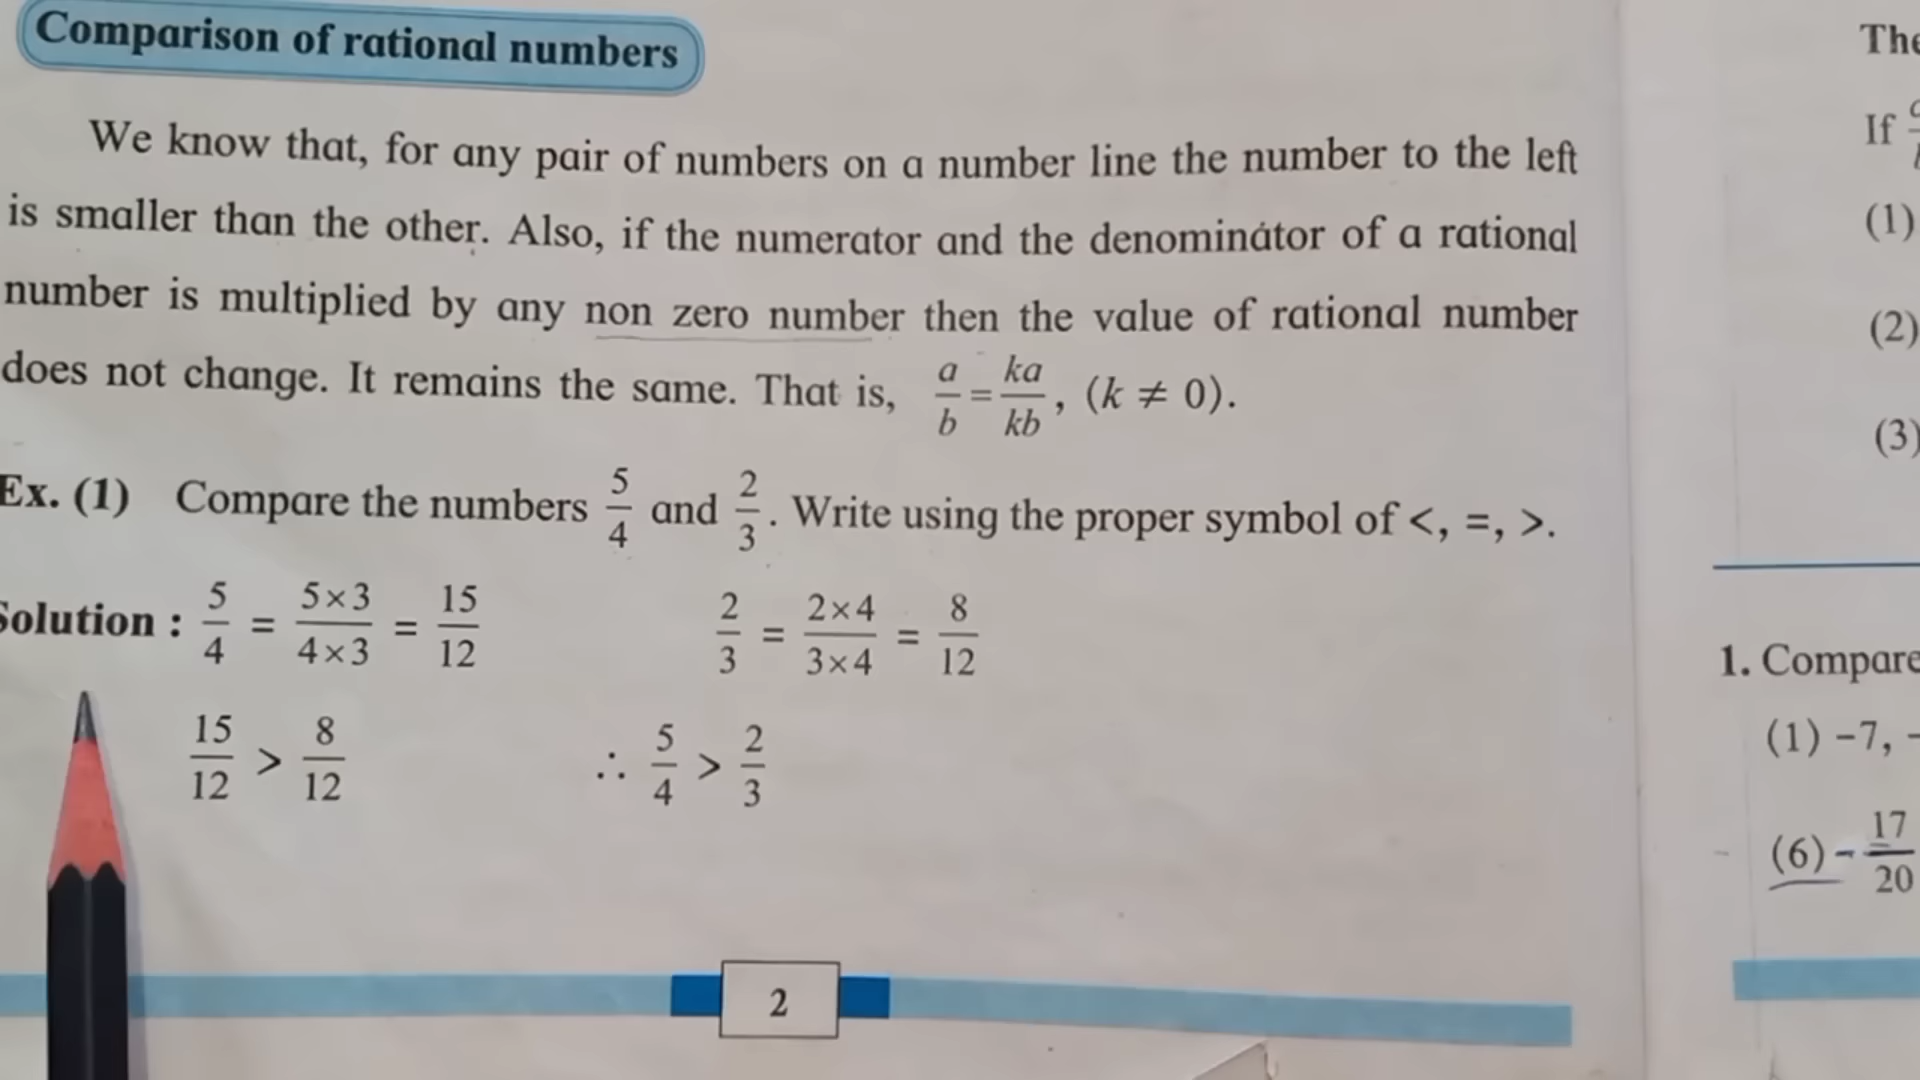 Comparison of rational numbers
We know that, for any pair of numbers on a number line the number to the left
is smaller than the other. Also, if the numerator and the denominator of a rational
number is multiplied by any non zero number then the value of rational number
does not change. It remains the same. That is, a/b = ka/kb, (k ≠ 0).
Ex. (1) Compare the numbers 5/4 and 2/3. Write using the proper symbol of <, =, >.
Solution : 5/4 = 5×3/4×3 = 15/12 2/3 = 2×4/3×4 = 8/12
15/12 > 8/12 ∴ 5/4 > 2/3
2
If
(1)
(2)
(3)
1. Compare
(1) -7, -
(6) - 17/20